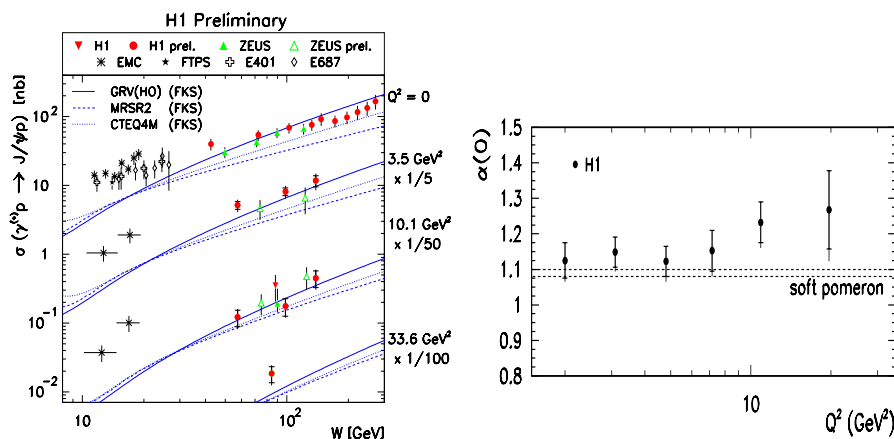 H1 Preliminary
H1 H1 prel. ZEUS ZEUS prel.
EMC FTPS E401 E687
GRV(HO) (FKS)
MRSR2 (FKS)
CTEQ4M (FKS)
Q² = 0
3.5 GeV²
x 1/5
10.1 GeV²
x 1/50
33.6 GeV²
x 1/100
σ (γ⁽*⁾p → J/ψp) [nb]
10²
10
1
10⁻¹
10⁻²
10 10²
W [GeV]
α(0)
1.5
1.4
1.3
1.2
1.1
1
0.9
0.8
H1
soft pomeron
10
Q² (GeV²)